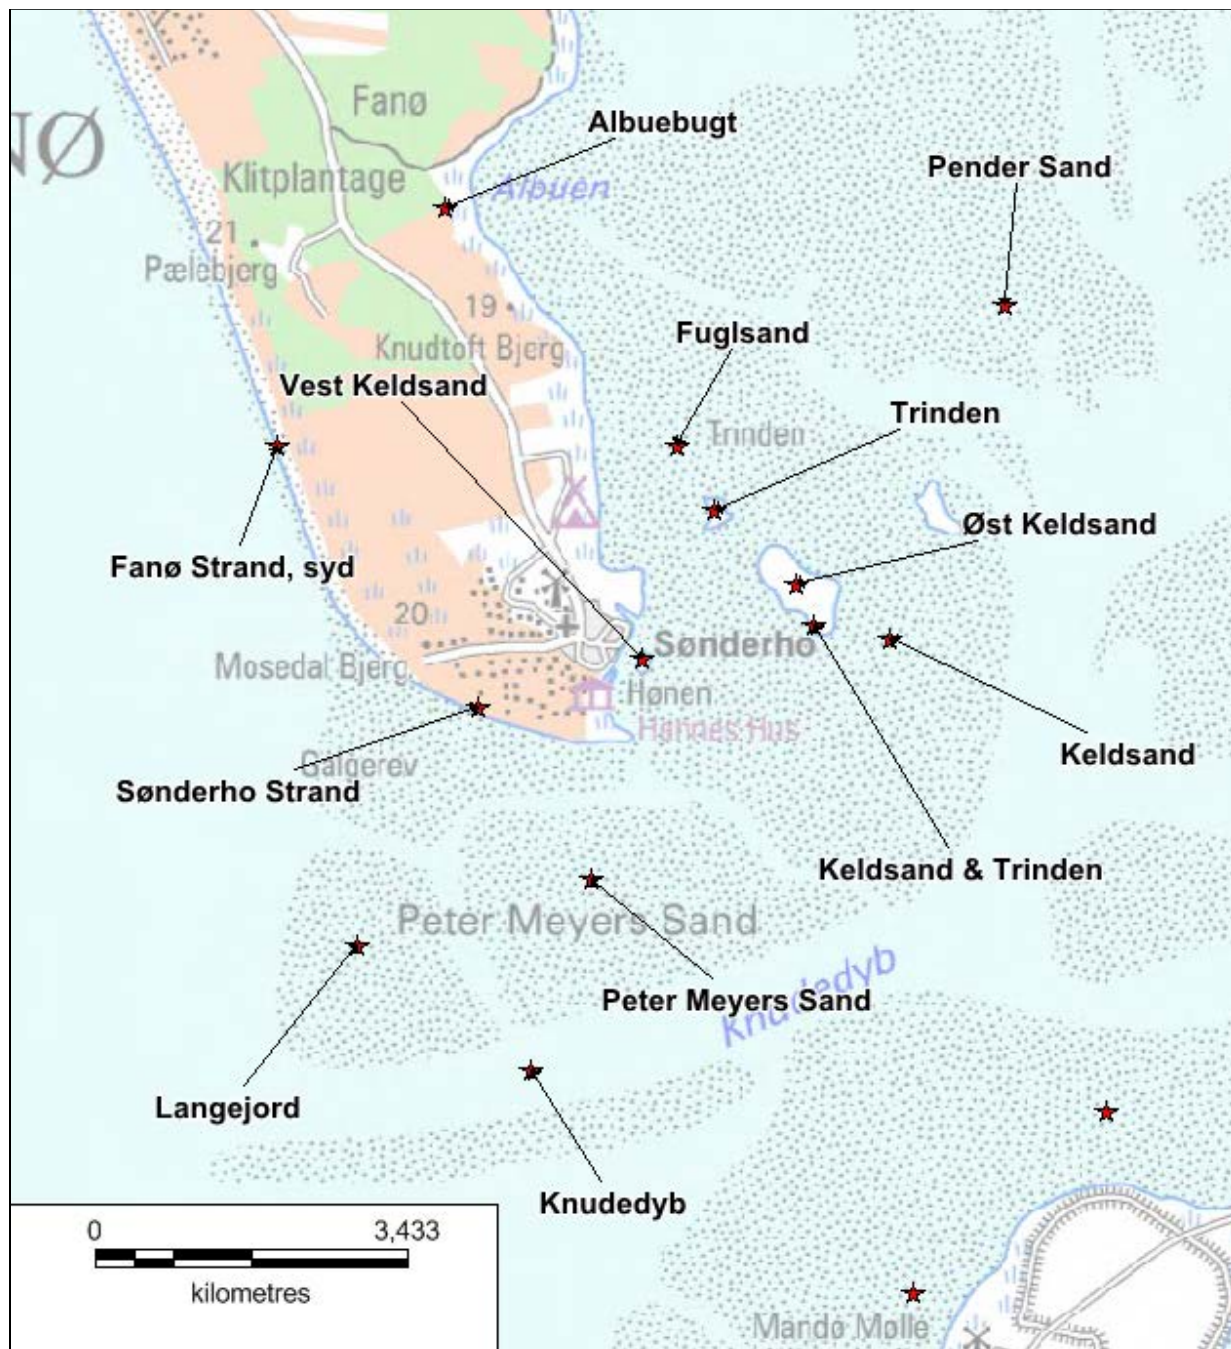 Fanø
NØ
Albuebugt
Pender Sand
Klitplantage
Albuen
21
Pælebjerg
19
Fuglsand
Knudtoft Bjerg
Vest Keldsand
Trinden
Trinden
Øst Keldsand
Fanø Strand, syd
20
Sønderho
Mosedal Bjerg
Hønen
Hannes Hus
Keldsand
Galgerev
Sønderho Strand
Keldsand & Trinden
Peter Meyers Sand
Knudedyb
Peter Meyers Sand
Langejord
Knudedyb
0 3,433
kilometres
Mandø Mølle